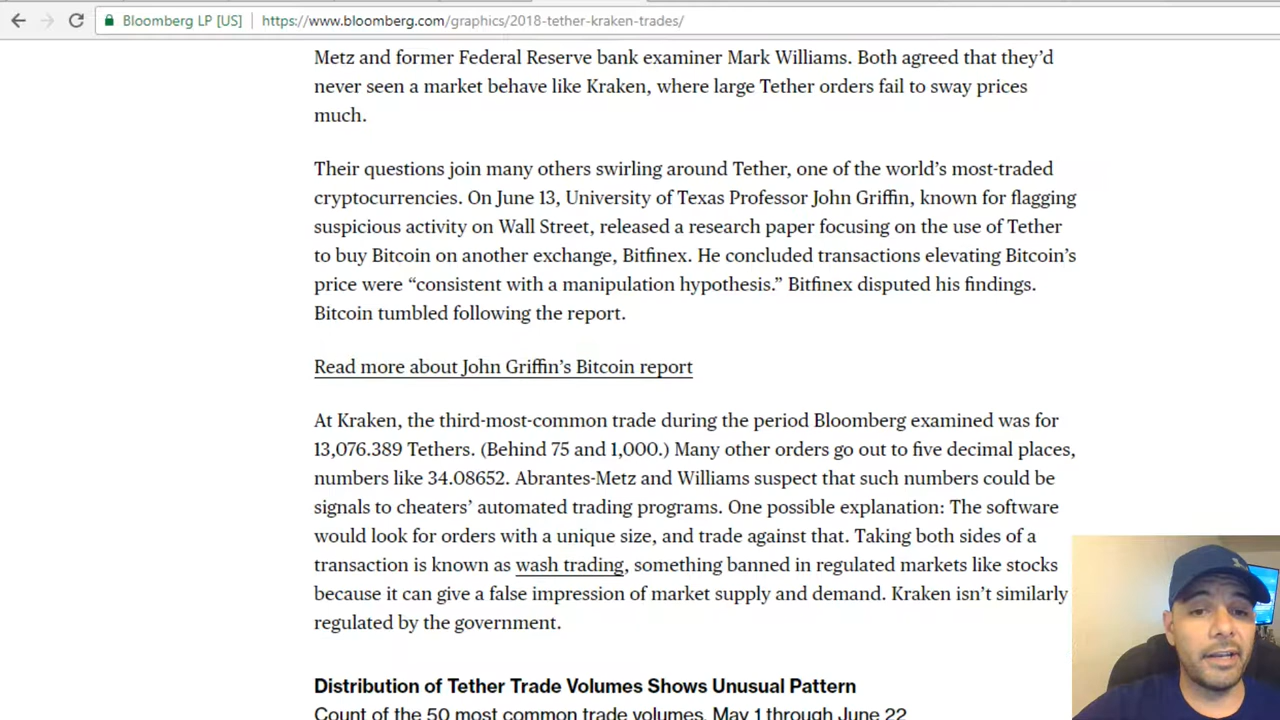 Bloomberg LP [US]
https://www.bloomberg.com/graphics/2018-tether-kraken-trades/
Metz and former Federal Reserve bank examiner Mark Williams. Both agreed that they’d
never seen a market behave like Kraken, where large Tether orders fail to sway prices
much.
Their questions join many others swirling around Tether, one of the world’s most-traded
cryptocurrencies. On June 13, University of Texas Professor John Griffin, known for flagging
suspicious activity on Wall Street, released a research paper focusing on the use of Tether
to buy Bitcoin on another exchange, Bitfinex. He concluded transactions elevating Bitcoin’s
price were “consistent with a manipulation hypothesis.” Bitfinex disputed his findings.
Bitcoin tumbled following the report.
Read more about John Griffin’s Bitcoin report
At Kraken, the third-most-common trade during the period Bloomberg examined was for
13,076.389 Tethers. (Behind 75 and 1,000.) Many other orders go out to five decimal places,
numbers like 34.08652. Abrantes-Metz and Williams suspect that such numbers could be
signals to cheaters’ automated trading programs. One possible explanation: The software
would look for orders with a unique size, and trade against that. Taking both sides of a
transaction is known as wash trading, something banned in regulated markets like stocks
because it can give a false impression of market supply and demand. Kraken isn’t similarly
regulated by the government.
Distribution of Tether Trade Volumes Shows Unusual Pattern
Count of the 50 most common trade volumes, May 1 through June 22